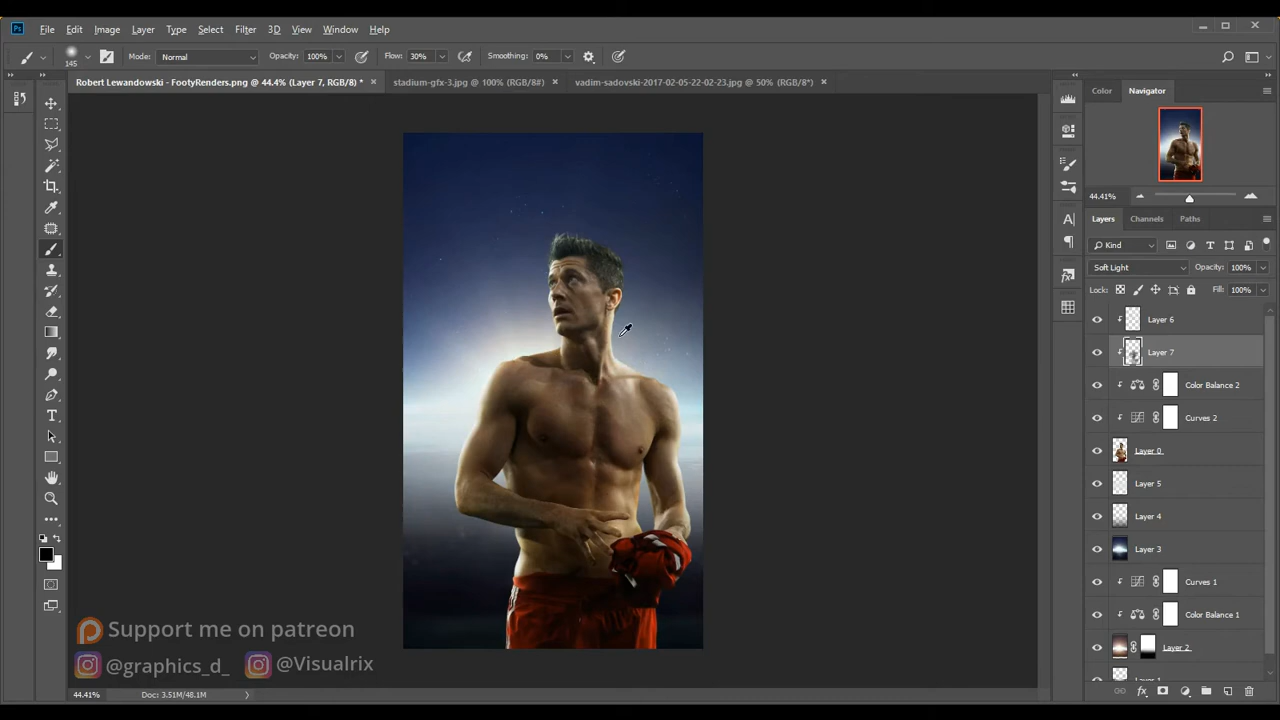 Ps File Edit Image Layer Type Select Filter 3D View Window Help
145 Mode: Normal Opacity: 100% Flow: 30% Smoothing: 0%
Robert Lewandowski - FootyRenders.png @ 44.4% (Layer 7, RGB/8) * × stadium-gfx-3.jpg @ 100% (RGB/8#) × vadim-sadovski-2017-02-05-22-02-23.jpg @ 50% (RGB/8*) ×
Color Navigator
44.41%
Layers Channels Paths
Kind
Soft Light Opacity: 100%
Lock: Fill: 100%
Layer 6
Layer 7
Color Balance 2
Curves 2
Layer 0
Layer 5
Layer 4
Layer 3
Curves 1
Color Balance 1
Layer 2
Layer 1
Support me on patreon
@graphics_d_ @Visualrix
44.41% Doc: 3.51M/48.1M